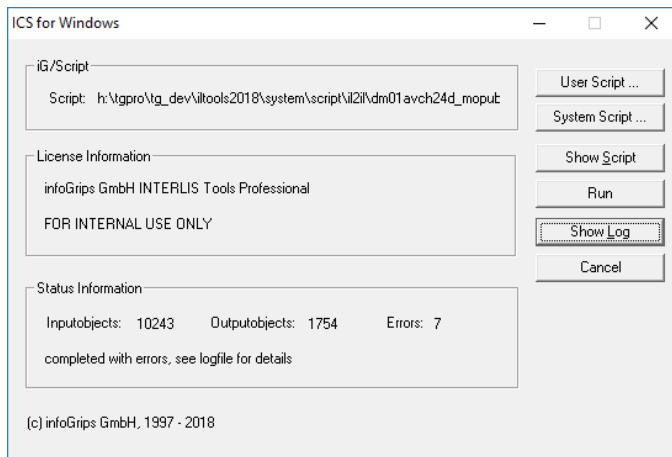 ICS for Windows
iG/Script
Script: h:\tgpro\tg_dev\iltools2018\system\script\il2il\dm01avch24d_mopub
User Script ...
System Script ...
License Information
infoGrips GmbH INTERLIS Tools Professional
FOR INTERNAL USE ONLY
Show Script
Run
Show Log
Cancel
Status Information
Inputobjects: 10243 Outputobjects: 1754 Errors: 7
completed with errors, see logfile for details
(c) infoGrips GmbH, 1997 - 2018